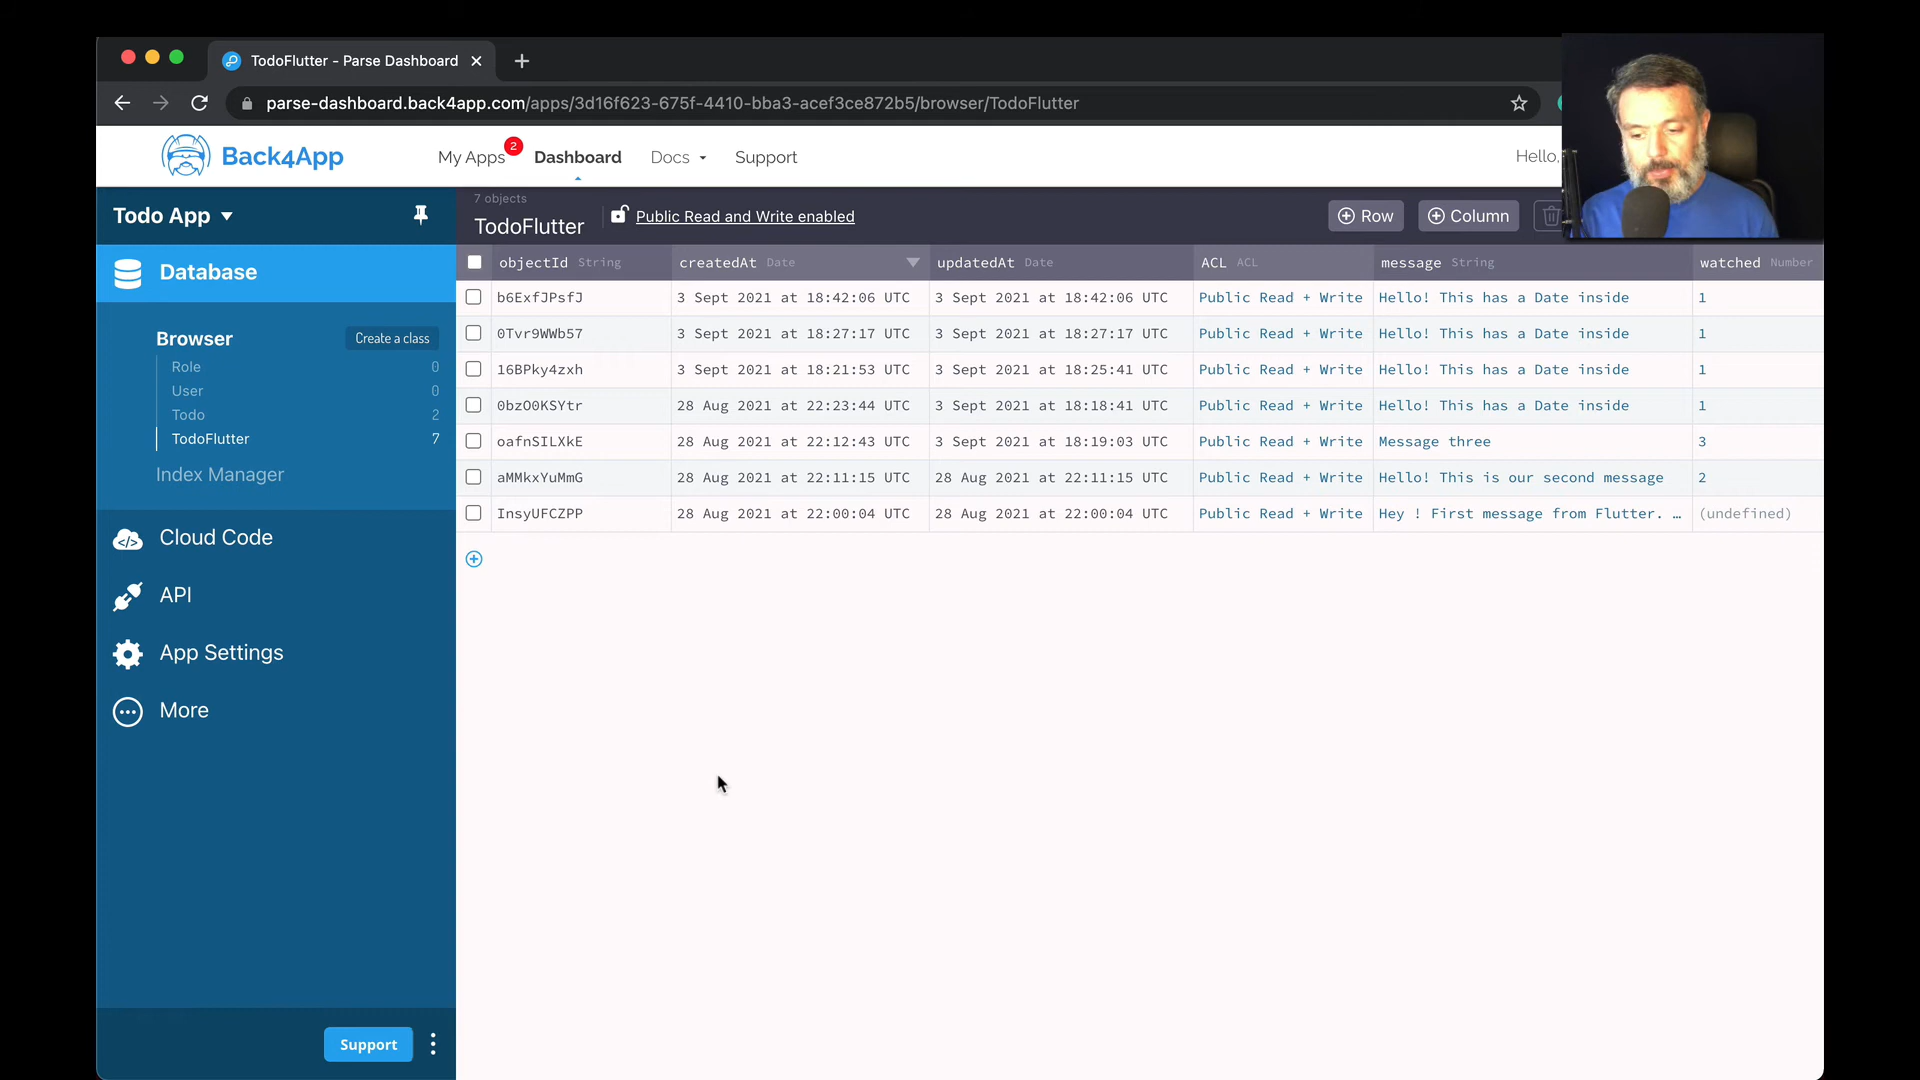 TodoFlutter - Parse Dashboard
parse-dashboard.back4app.com/apps/3d16f623-675f-4410-bba3-acef3ce872b5/browser/TodoFlutter
Back4App My Apps 2 Dashboard Docs Support Hello,
Todo App
7 objects
TodoFlutter Public Read and Write enabled Row Column
Database
Browser Create a class
Role 0
User 0
Todo 2
TodoFlutter 7
Index Manager
Cloud Code
API
App Settings
More
Support
objectId String createdAt Date updatedAt Date ACL ACL message String watched Number
b6ExfJPsfJ 3 Sept 2021 at 18:42:06 UTC 3 Sept 2021 at 18:42:06 UTC Public Read + Write Hello! This has a Date inside 1
0Tvr9WWb57 3 Sept 2021 at 18:27:17 UTC 3 Sept 2021 at 18:27:17 UTC Public Read + Write Hello! This has a Date inside 1
16BPky4zxh 3 Sept 2021 at 18:21:53 UTC 3 Sept 2021 at 18:25:41 UTC Public Read + Write Hello! This has a Date inside 1
0bzO0KSYtr 28 Aug 2021 at 22:23:44 UTC 3 Sept 2021 at 18:18:41 UTC Public Read + Write Hello! This has a Date inside 1
oafnSILXkE 28 Aug 2021 at 22:12:43 UTC 3 Sept 2021 at 18:19:03 UTC Public Read + Write Message three 3
aMMkxYuMmG 28 Aug 2021 at 22:11:15 UTC 28 Aug 2021 at 22:11:15 UTC Public Read + Write Hello! This is our second message 2
InsyUFCZPP 28 Aug 2021 at 22:00:04 UTC 28 Aug 2021 at 22:00:04 UTC Public Read + Write Hey ! First message from Flutter. … (undefined)